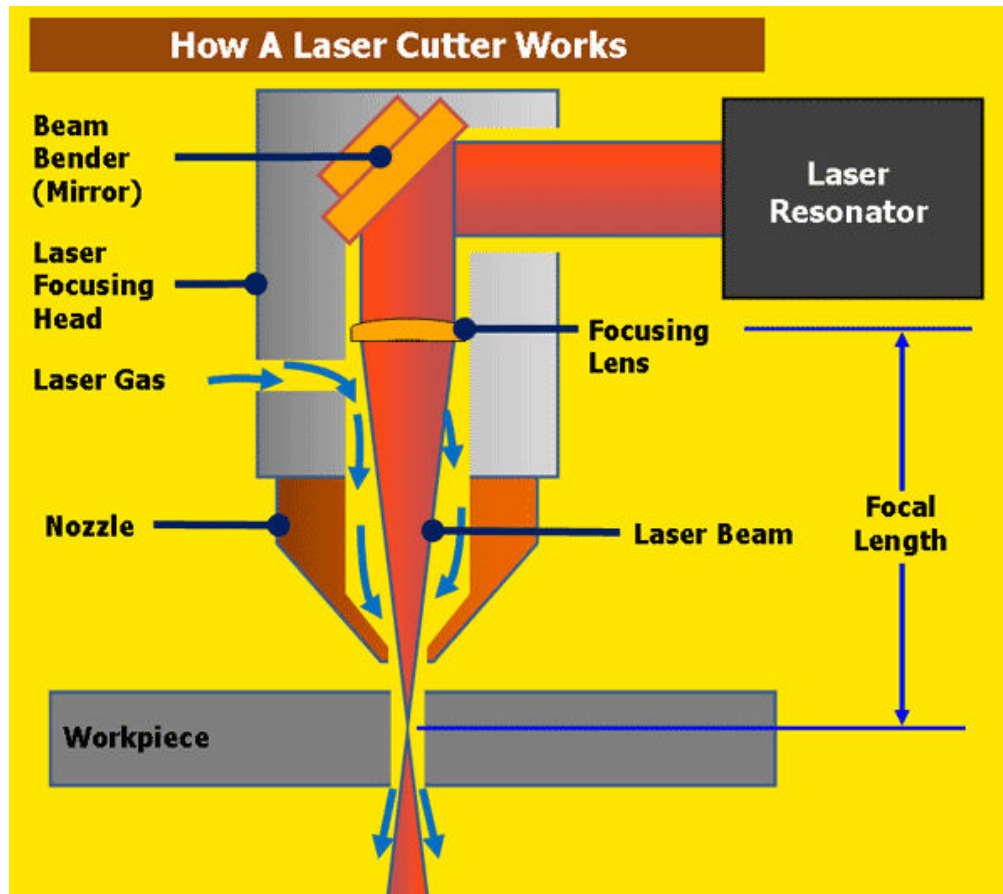 How A Laser Cutter Works
Beam
Bender
(Mirror)
Laser
Resonator
Laser
Focusing
Head
Focusing
Lens
Laser Gas
Focal
Length
Nozzle
Laser Beam
Workpiece